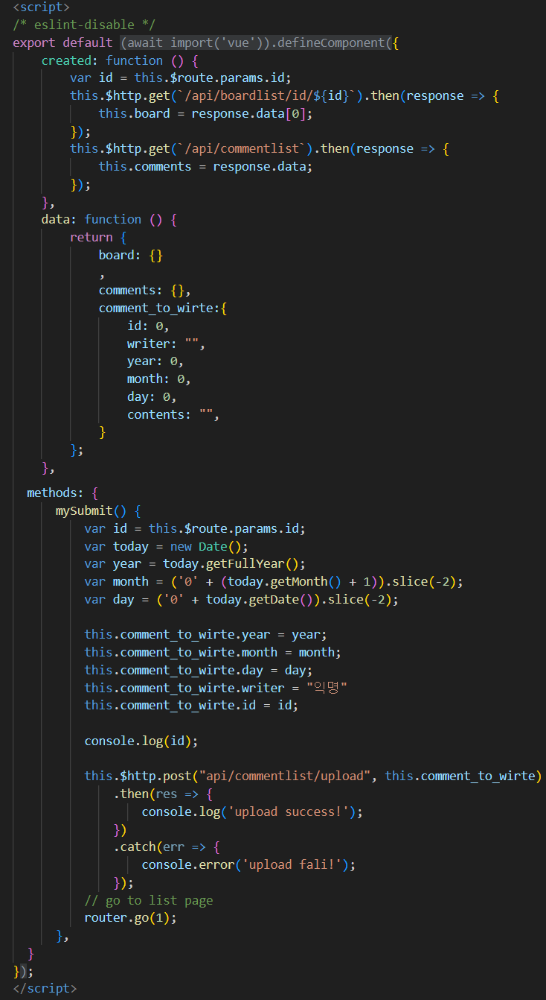 <script>
/* eslint-disable */
export default (await import('vue')).defineComponent({
    created: function () {
        var id = this.$route.params.id;
        this.$http.get(`/api/boardlist/id/${id}`).then(response => {
            this.board = response.data[0];
        });
        this.$http.get(`/api/commentlist`).then(response => {
            this.comments = response.data;
        });
    },
    data: function () {
        return {
            board: {}
            ,
            comments: {},
            comment_to_wirte:{
                id: 0,
                writer: "",
                year: 0,
                month: 0,
                day: 0,
                contents: "",
            }
        };
    },
  methods: {
      mySubmit() {
          var id = this.$route.params.id;
          var today = new Date();
          var year = today.getFullYear();
          var month = ('0' + (today.getMonth() + 1)).slice(-2);
          var day = ('0' + today.getDate()).slice(-2);

          this.comment_to_wirte.year = year;
          this.comment_to_wirte.month = month;
          this.comment_to_wirte.day = day;
          this.comment_to_wirte.writer = "익명"
          this.comment_to_wirte.id = id;

          console.log(id);

          this.$http.post("api/commentlist/upload", this.comment_to_wirte)
              .then(res => {
                  console.log('upload success!');
              })
              .catch(err => {
                  console.error('upload fali!');
              });
          // go to list page
          router.go(1);
      },
  }
});
</script>